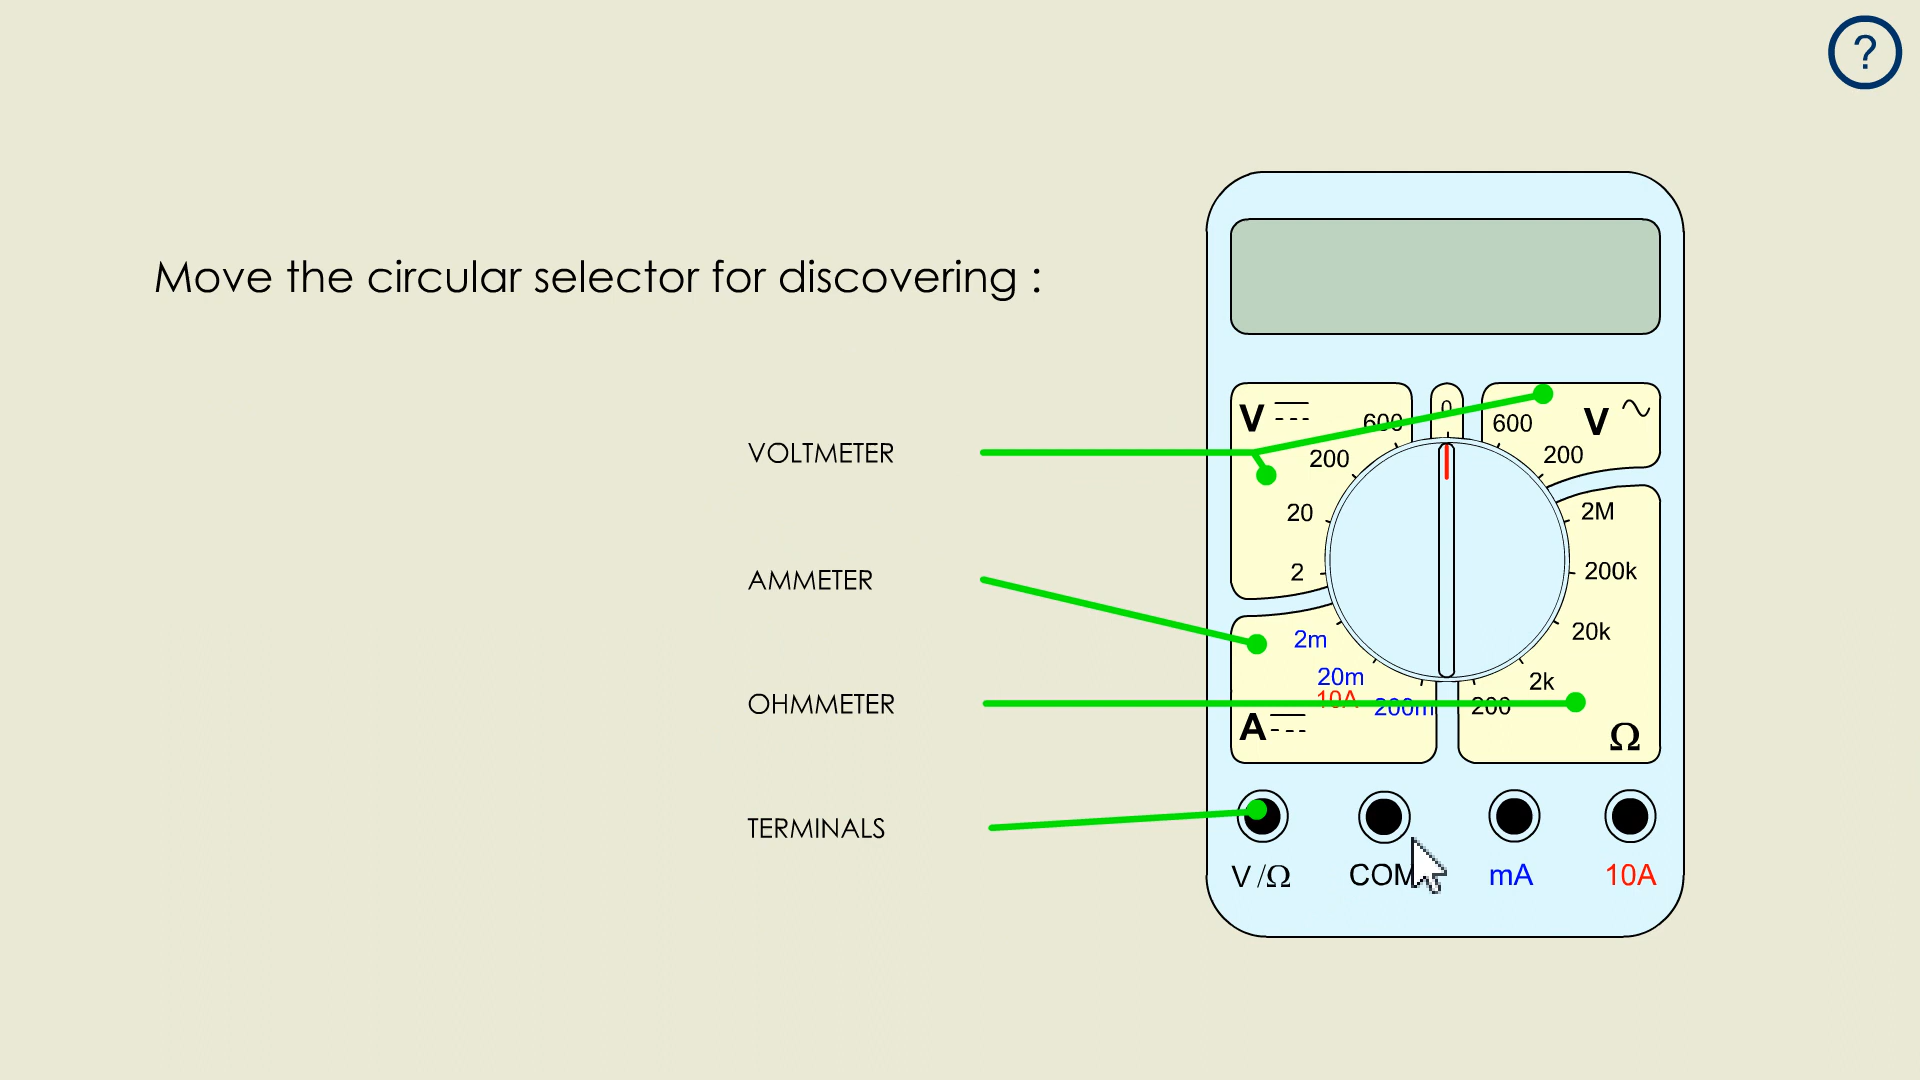 ?
Move the circular selector for discovering :
VOLTMETER
AMMETER
OHMMETER
TERMINALS
V
600
0
600
V
200
200
20
2M
2
200k
2m
20k
20m
2k
10A
200m
200
A
Ω
V /Ω
COM
mA
10A